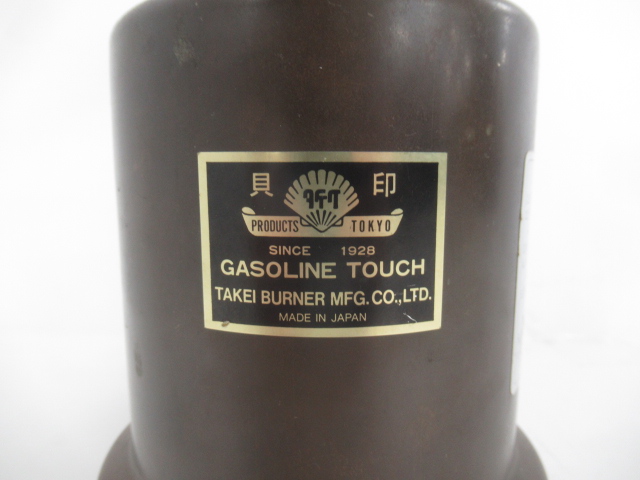 貝 印
PRODUCTS TOKYO
SINCE 1928
GASOLINE TOUCH
TAKEI BURNER MFG. CO., LTD.
MADE IN JAPAN